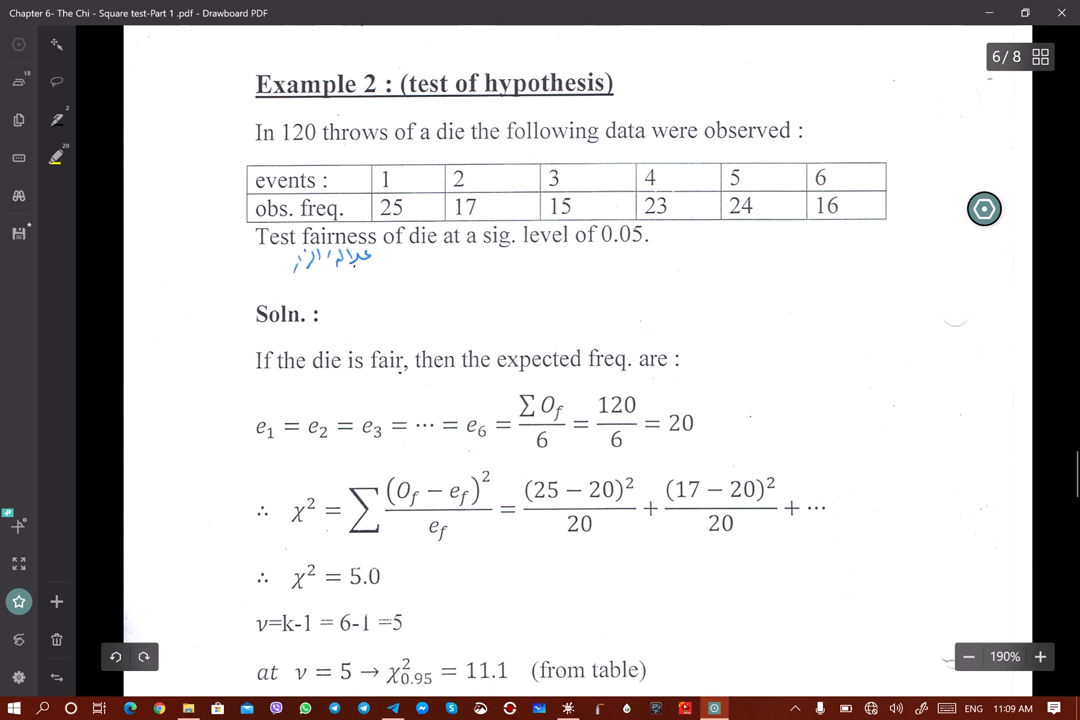 Chapter 6- The Chi - Square test-Part 1 .pdf - Drawboard PDF
6 / 8
18
2
20
Example 2 : (test of hypothesis)
In 120 throws of a die the following data were observed :
events : 1 2 3 4 5 6
obs. freq. 25 17 15 23 24 16
Test fairness of die at a sig. level of 0.05.
عدالة الزار
Soln. :
If the die is fair, then the expected freq. are :
e₁ = e₂ = e₃ = ⋯ = e₆ = ∑ O_f / 6 = 120 / 6 = 20
∴ χ² = ∑ (O_f − e_f)² / e_f = (25 − 20)² / 20 + (17 − 20)² / 20 + ⋯
∴ χ² = 5.0
ν=k-1 = 6-1 =5
at ν = 5 → χ²₀.₉₅ = 11.1 (from table)
190%
ENG 11:09 AM